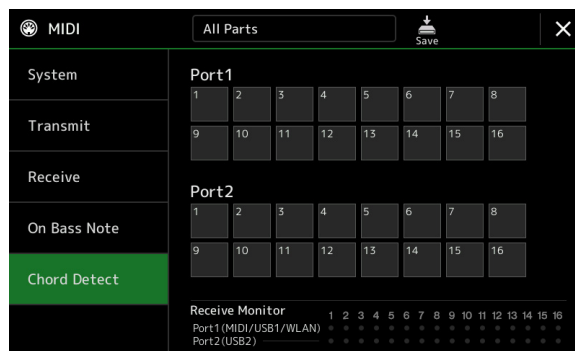 MIDI
All Parts
Save
System
Transmit
Receive
On Bass Note
Chord Detect
Port1
1 2 3 4 5 6 7 8
9 10 11 12 13 14 15 16
Port2
1 2 3 4 5 6 7 8
9 10 11 12 13 14 15 16
Receive Monitor 1 2 3 4 5 6 7 8 9 10 11 12 13 14 15 16
Port1(MIDI/USB1/WLAN)
Port2(USB2)